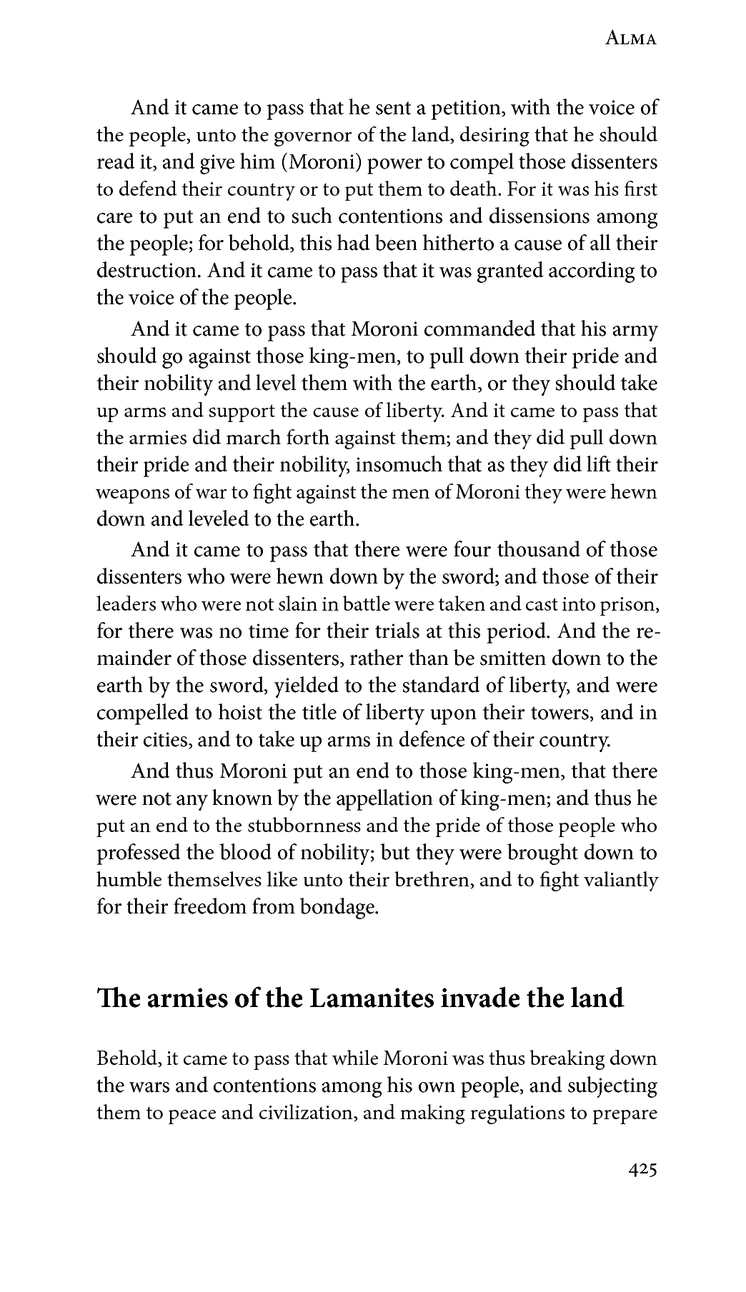 Alma
And it came to pass that he sent a petition, with the voice of
the people, unto the governor of the land, desiring that he should
read it, and give him (Moroni) power to compel those dissenters
to defend their country or to put them to death. For it was his first
care to put an end to such contentions and dissensions among
the people; for behold, this had been hitherto a cause of all their
destruction. And it came to pass that it was granted according to
the voice of the people.
And it came to pass that Moroni commanded that his army
should go against those king-men, to pull down their pride and
their nobility and level them with the earth, or they should take
up arms and support the cause of liberty. And it came to pass that
the armies did march forth against them; and they did pull down
their pride and their nobility, insomuch that as they did lift their
weapons of war to fight against the men of Moroni they were hewn
down and leveled to the earth.
And it came to pass that there were four thousand of those
dissenters who were hewn down by the sword; and those of their
leaders who were not slain in battle were taken and cast into prison,
for there was no time for their trials at this period. And the re-
mainder of those dissenters, rather than be smitten down to the
earth by the sword, yielded to the standard of liberty, and were
compelled to hoist the title of liberty upon their towers, and in
their cities, and to take up arms in defence of their country.
And thus Moroni put an end to those king-men, that there
were not any known by the appellation of king-men; and thus he
put an end to the stubbornness and the pride of those people who
professed the blood of nobility; but they were brought down to
humble themselves like unto their brethren, and to fight valiantly
for their freedom from bondage.
The armies of the Lamanites invade the land
Behold, it came to pass that while Moroni was thus breaking down
the wars and contentions among his own people, and subjecting
them to peace and civilization, and making regulations to prepare
425